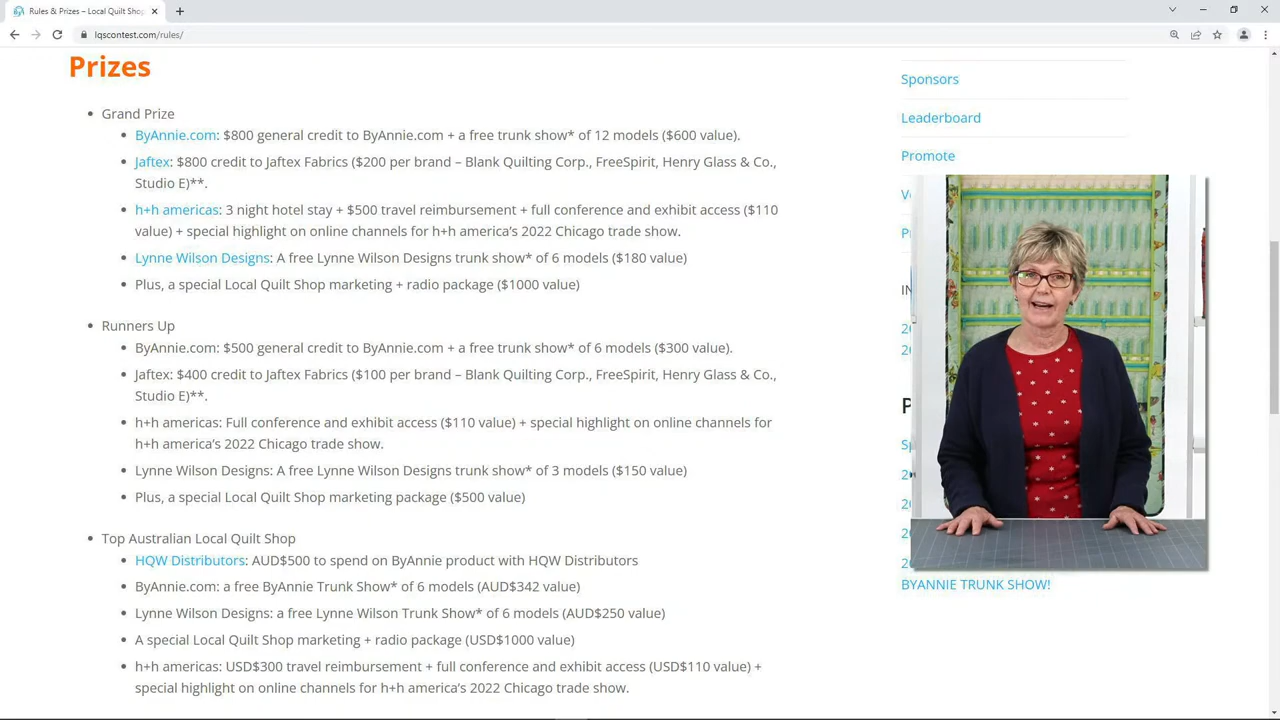 Rules & Prizes – Local Quilt Shop
lqscontest.com/rules/
Prizes
Grand Prize
ByAnnie.com: $800 general credit to ByAnnie.com + a free trunk show* of 12 models ($600 value).
Jaftex: $800 credit to Jaftex Fabrics ($200 per brand – Blank Quilting Corp., FreeSpirit, Henry Glass & Co.,
Studio E)**.
h+h americas: 3 night hotel stay + $500 travel reimbursement + full conference and exhibit access ($110
value) + special highlight on online channels for h+h america's 2022 Chicago trade show.
Lynne Wilson Designs: A free Lynne Wilson Designs trunk show* of 6 models ($180 value)
Plus, a special Local Quilt Shop marketing + radio package ($1000 value)
Runners Up
ByAnnie.com: $500 general credit to ByAnnie.com + a free trunk show* of 6 models ($300 value).
Jaftex: $400 credit to Jaftex Fabrics ($100 per brand – Blank Quilting Corp., FreeSpirit, Henry Glass & Co.,
Studio E)**.
h+h americas: Full conference and exhibit access ($110 value) + special highlight on online channels for
h+h america's 2022 Chicago trade show.
Lynne Wilson Designs: A free Lynne Wilson Designs trunk show* of 3 models ($150 value)
Plus, a special Local Quilt Shop marketing package ($500 value)
Top Australian Local Quilt Shop
HQW Distributors: AUD$500 to spend on ByAnnie product with HQW Distributors
ByAnnie.com: a free ByAnnie Trunk Show* of 6 models (AUD$342 value)
Lynne Wilson Designs: a free Lynne Wilson Trunk Show* of 6 models (AUD$250 value)
A special Local Quilt Shop marketing + radio package (USD$1000 value)
h+h americas: USD$300 travel reimbursement + full conference and exhibit access (USD$110 value) +
special highlight on online channels for h+h america's 2022 Chicago trade show.
Sponsors
Leaderboard
Promote
BYANNIE TRUNK SHOW!